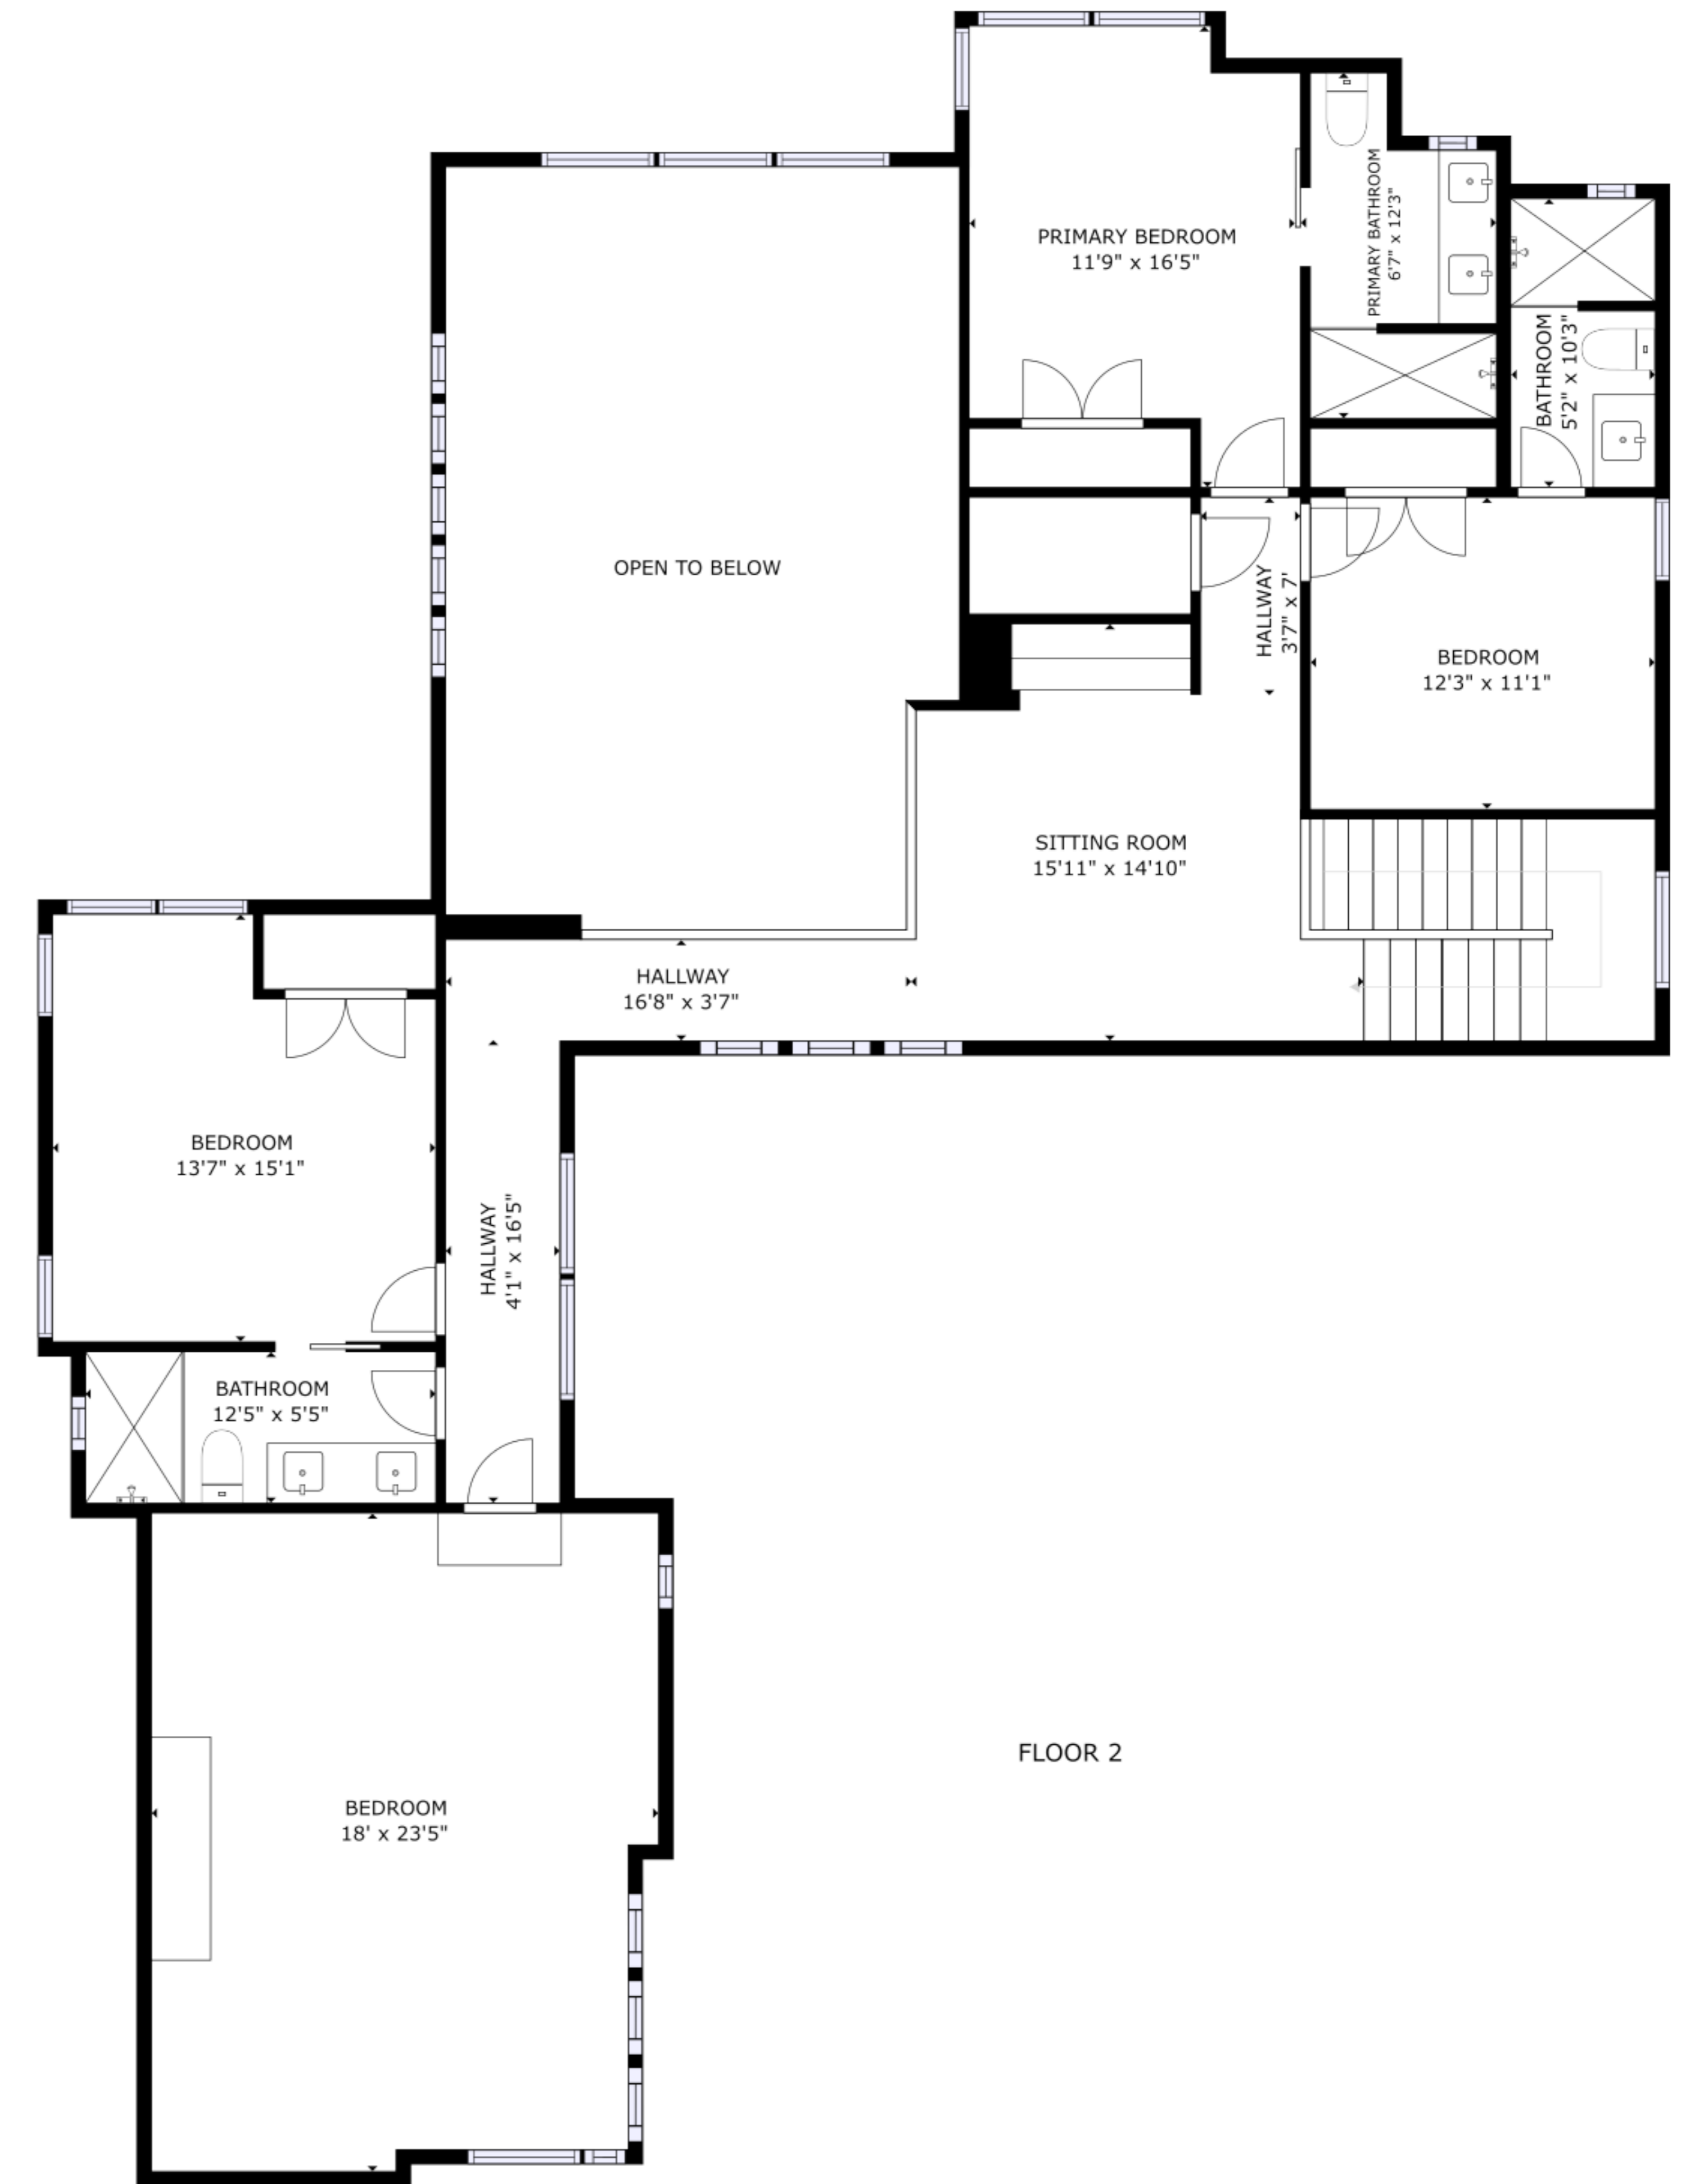 PRIMARY BEDROOM
11'9" x 16'5"
PRIMARY BATHROOM
6'7" x 12'3"
BATHROOM
5'2" x 10'3"
OPEN TO BELOW
HALLWAY
3'7" x 7'
BEDROOM
12'3" x 11'1"
SITTING ROOM
15'11" x 14'10"
HALLWAY
16'8" x 3'7"
BEDROOM
13'7" x 15'1"
HALLWAY
4'1" x 16'5"
BATHROOM
12'5" x 5'5"
FLOOR 2
BEDROOM
18' x 23'5"